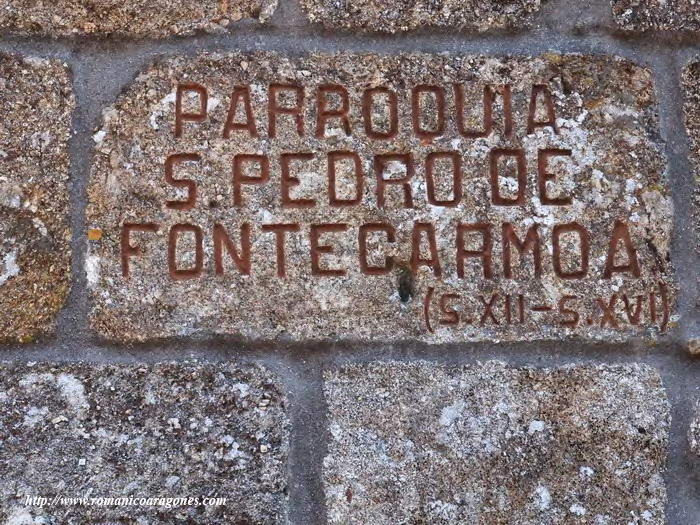 PARROQUIA
S PEDRO DE
FONTECARMOA
(S.XII-S.XVI)
http://www.romanicoaragones.com